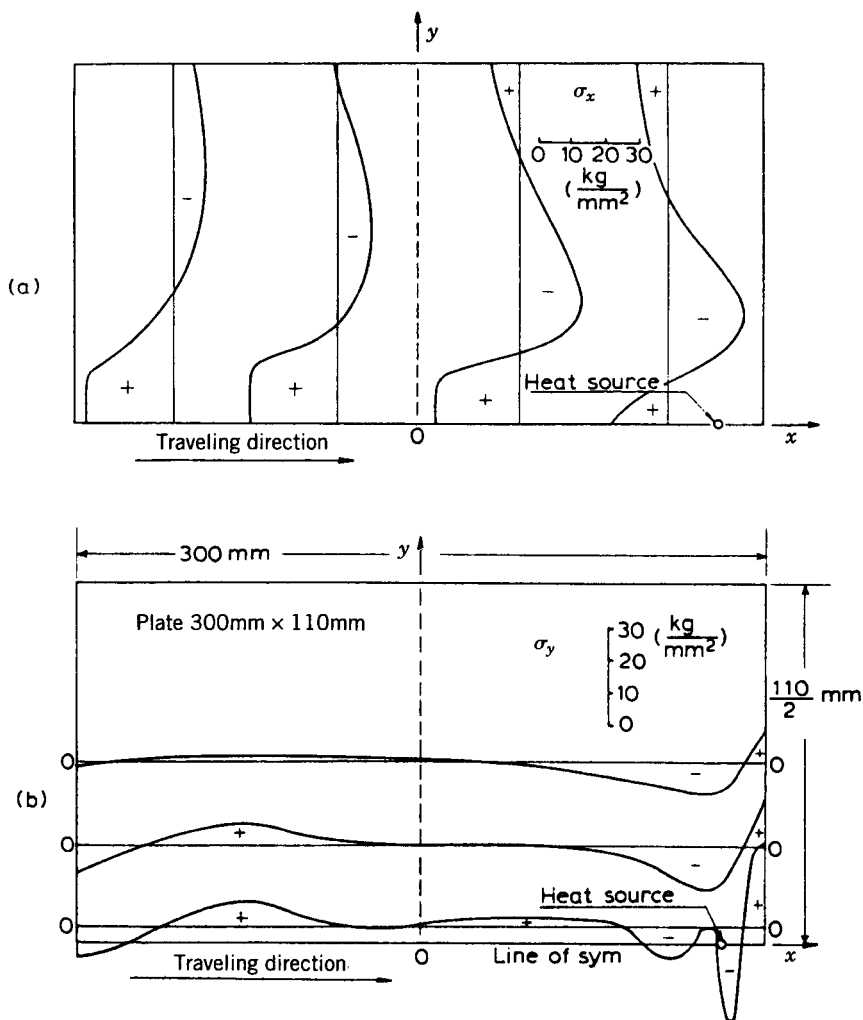 y
σx
+ +
0 10 20 30
(kg/mm²)
−
−
(a)
−
−
+
+
+
Heat source
+
Traveling direction
0
x
300 mm
y
Plate 300mm × 110mm
σy
30 (kg/mm²)
20
10
0
110/2 mm
0
−
+
0
(b)
0
+
−
+
0
Heat source
0
+
+
−
+
0
−
Traveling direction
0
Line of sym
x